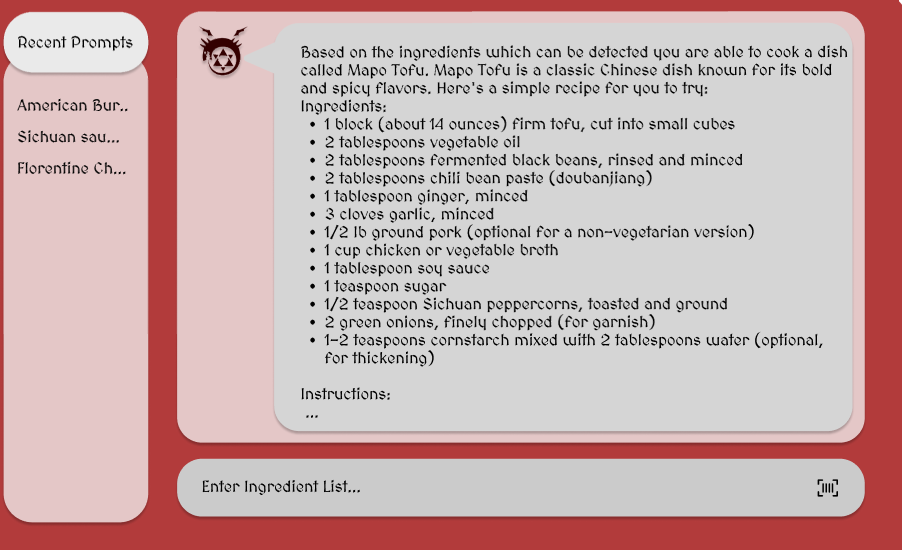 Recent Prompts
American Bur..
Sichuan sau...
Florentine Ch...
Based on the ingredients which can be detected you are able to cook a dish
called Mapo Tofu. Mapo Tofu is a classic Chinese dish known for its bold
and spicy flavors. Here's a simple recipe for you to try:
Ingredients:
• 1 block (about 14 ounces) firm tofu, cut into small cubes
• 2 tablespoons vegetable oil
• 2 tablespoons fermented black beans, rinsed and minced
• 2 tablespoons chili bean paste (doubanjiang)
• 1 tablespoon ginger, minced
• 3 cloves garlic, minced
• 1/2 lb ground pork (optional for a non-vegetarian version)
• 1 cup chicken or vegetable broth
• 1 tablespoon soy sauce
• 1 teaspoon sugar
• 1/2 teaspoon Sichuan peppercorns, toasted and ground
• 2 green onions, finely chopped (for garnish)
• 1-2 teaspoons cornstarch mixed with 2 tablespoons water (optional,
for thickening)
Instructions:
...
Enter Ingredient List...